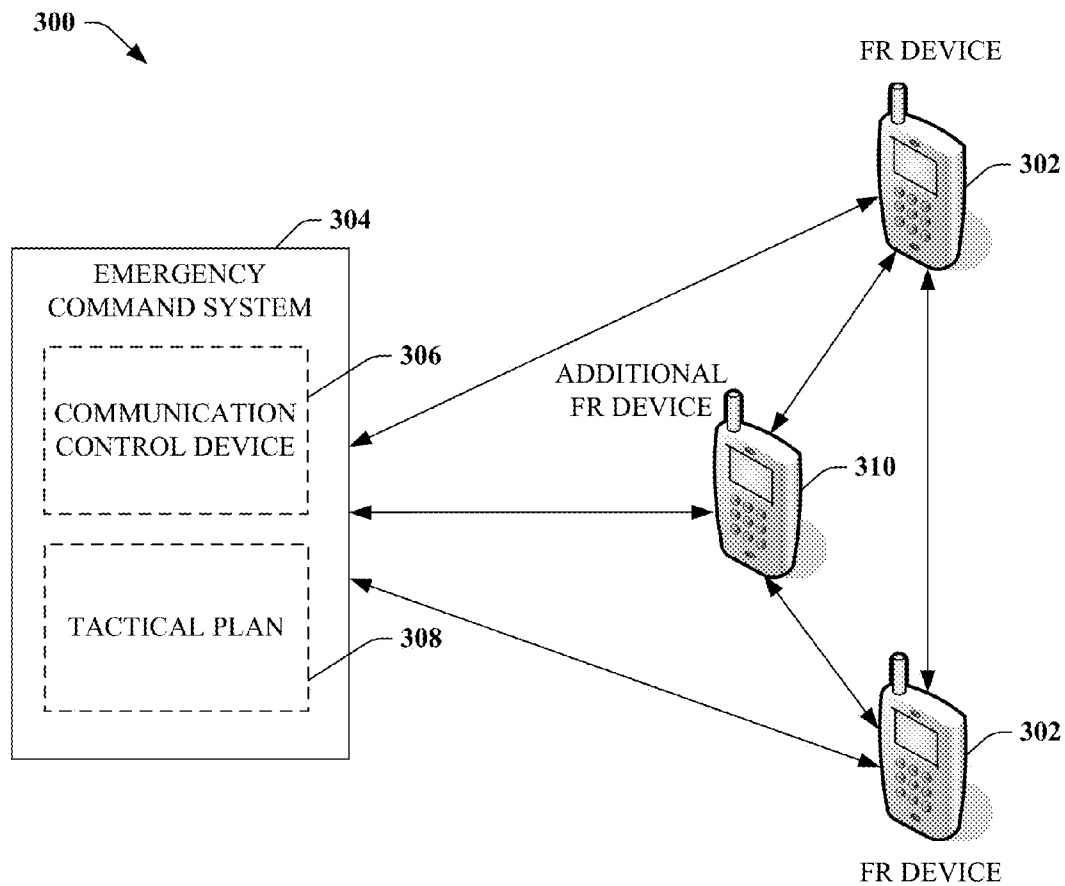 300
FR DEVICE
302
304
EMERGENCY
COMMAND SYSTEM
306
COMMUNICATION
CONTROL DEVICE
ADDITIONAL
FR DEVICE
310
TACTICAL PLAN
308
302
FR DEVICE